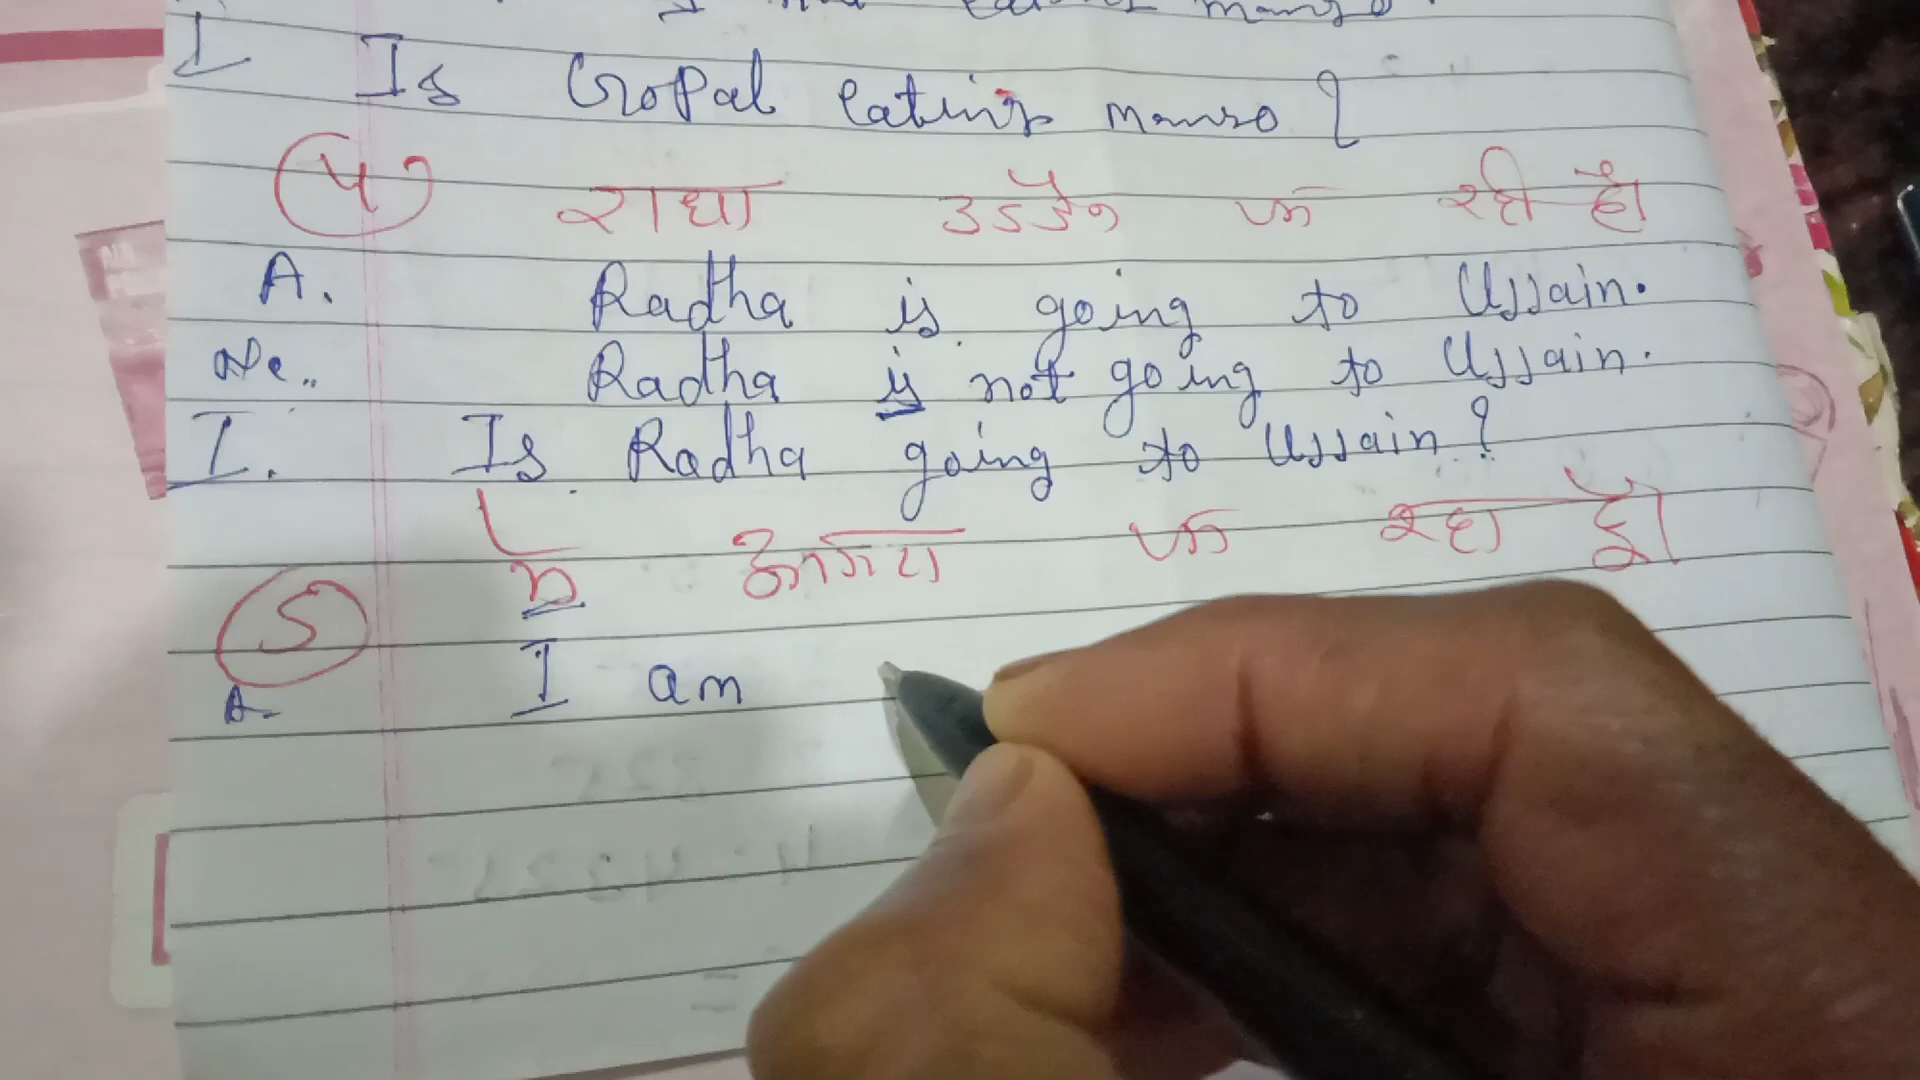 I Is Gopal eating mango ?
4) राधा उज्जैन जा रही है।
A. Radha is going to Ujjain.
Ne.. Radha is not going to Ujjain.
I. Is Radha going to Ujjain ?
5 मैं आगरा जा रहा हूँ।
A. I am